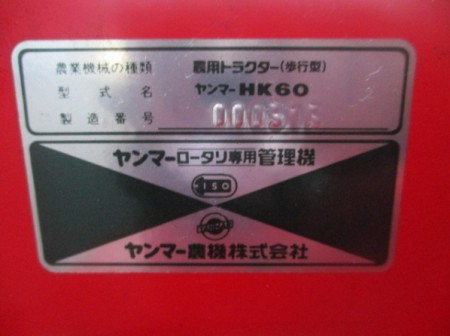 農業機械の種類 農用トラクター(歩行型)
型式名 ヤンマーHK60
製造番号
ヤンマーロータリ専用管理機
ISO
ヤンマー農機株式会社